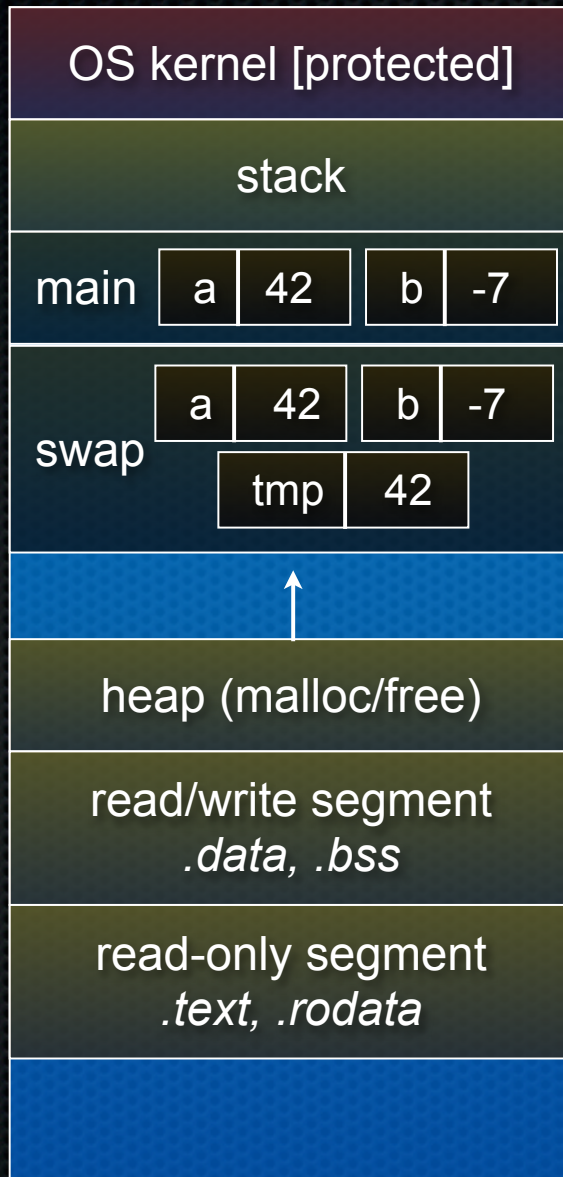 OS kernel [protected]
stack
main a 42 b -7
swap a 42 b -7
tmp 42
heap (malloc/free)
read/write segment
.data, .bss
read-only segment
.text, .rodata